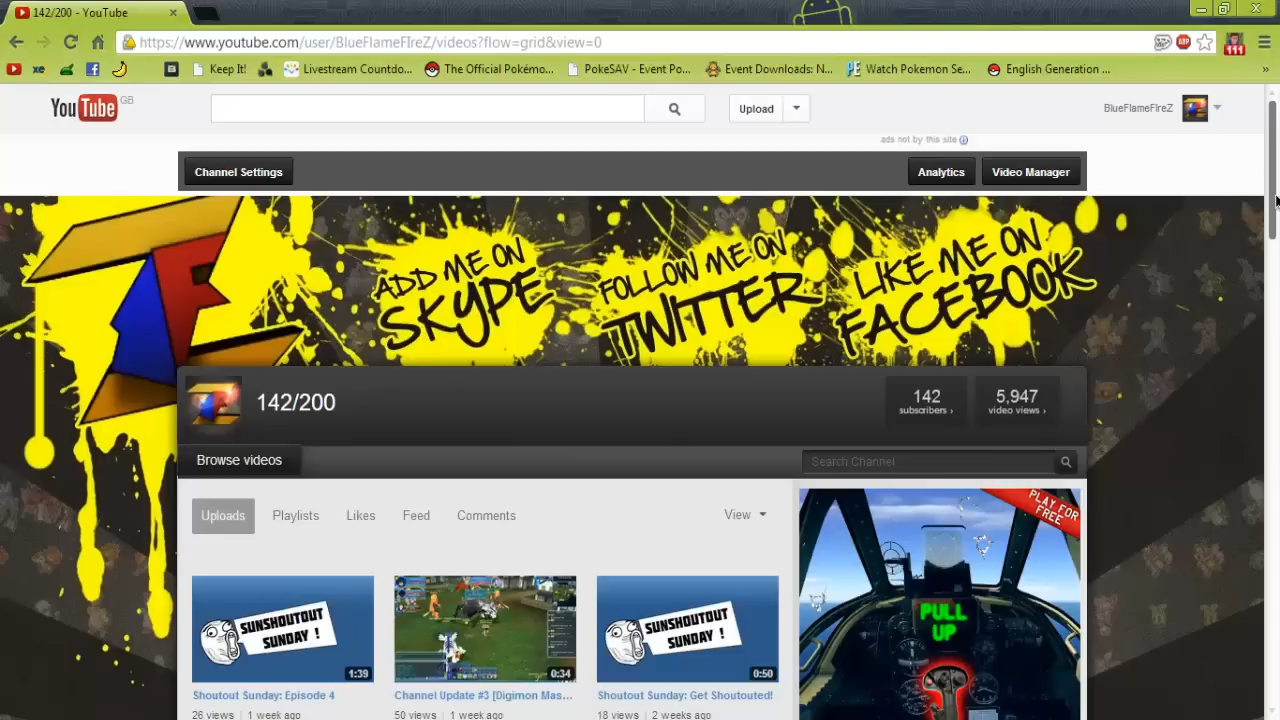 142/200 - YouTube
https://www.youtube.com/user/BlueFlameFIreZ/videos?flow=grid&view=0
ABP
111
xe
Keep It!
Livestream Countdo...
The Official Pokémo...
PokeSAV - Event Po...
Event Downloads: N...
Watch Pokemon Se...
English Generation ...
»
YouTube GB
Upload
BlueFlameFIreZ
ads not by this site
Channel Settings
Analytics
Video Manager
ADD ME ON
SKYPE
FOLLOW ME ON
TWITTER
LIKE ME ON
FACEBOOK
142/200
142
subscribers ›
5,947
video views ›
Browse videos
Search Channel
Uploads
Playlists
Likes
Feed
Comments
View
PLAY FOR
FREE
PULL
UP
SUNSHOUTOUT
SUNDAY !
1:39
0:34
SUNSHOUTOUT
SUNDAY !
0:50
Shoutout Sunday: Episode 4
Channel Update #3 [Digimon Mas...
Shoutout Sunday: Get Shoutouted!
26 views | 1 week ago
50 views | 1 week ago
18 views | 2 weeks ago